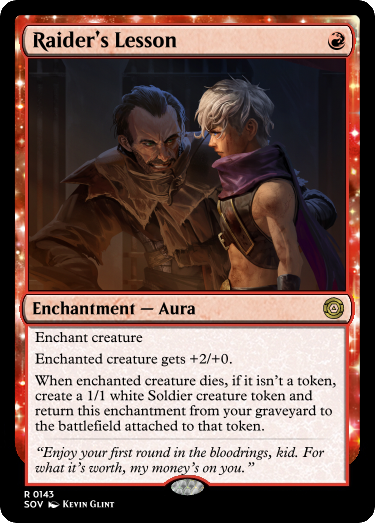 Raider's Lesson
Enchantment — Aura
Enchant creature
Enchanted creature gets +2/+0.
When enchanted creature dies, if it isn't a token,
create a 1/1 white Soldier creature token and
return this enchantment from your graveyard to
the battlefield attached to that token.
“Enjoy your first round in the bloodrings, kid. For
what it's worth, my money's on you.”
R 0143
SOV Kevin Glint